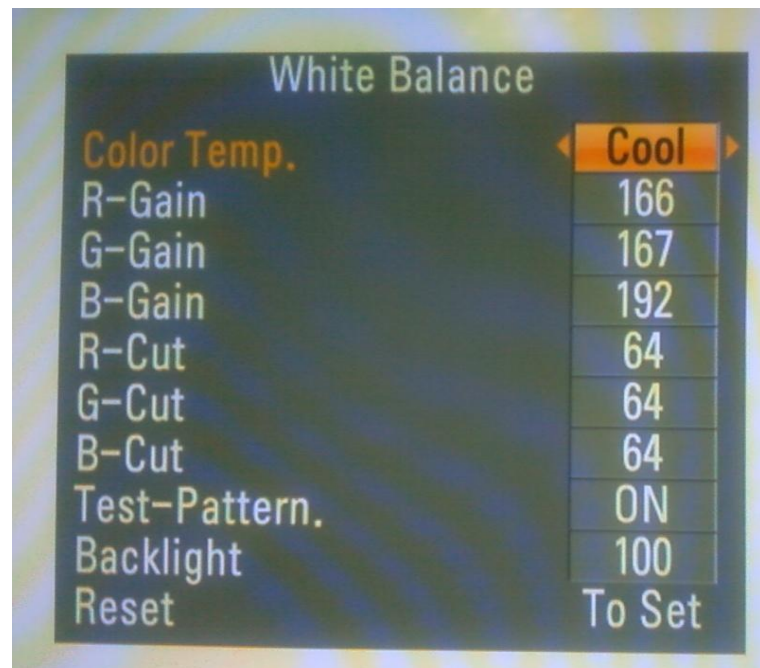 White Balance
Color Temp. Cool
R-Gain 166
G-Gain 167
B-Gain 192
R-Cut 64
G-Cut 64
B-Cut 64
Test-Pattern. ON
Backlight 100
Reset To Set